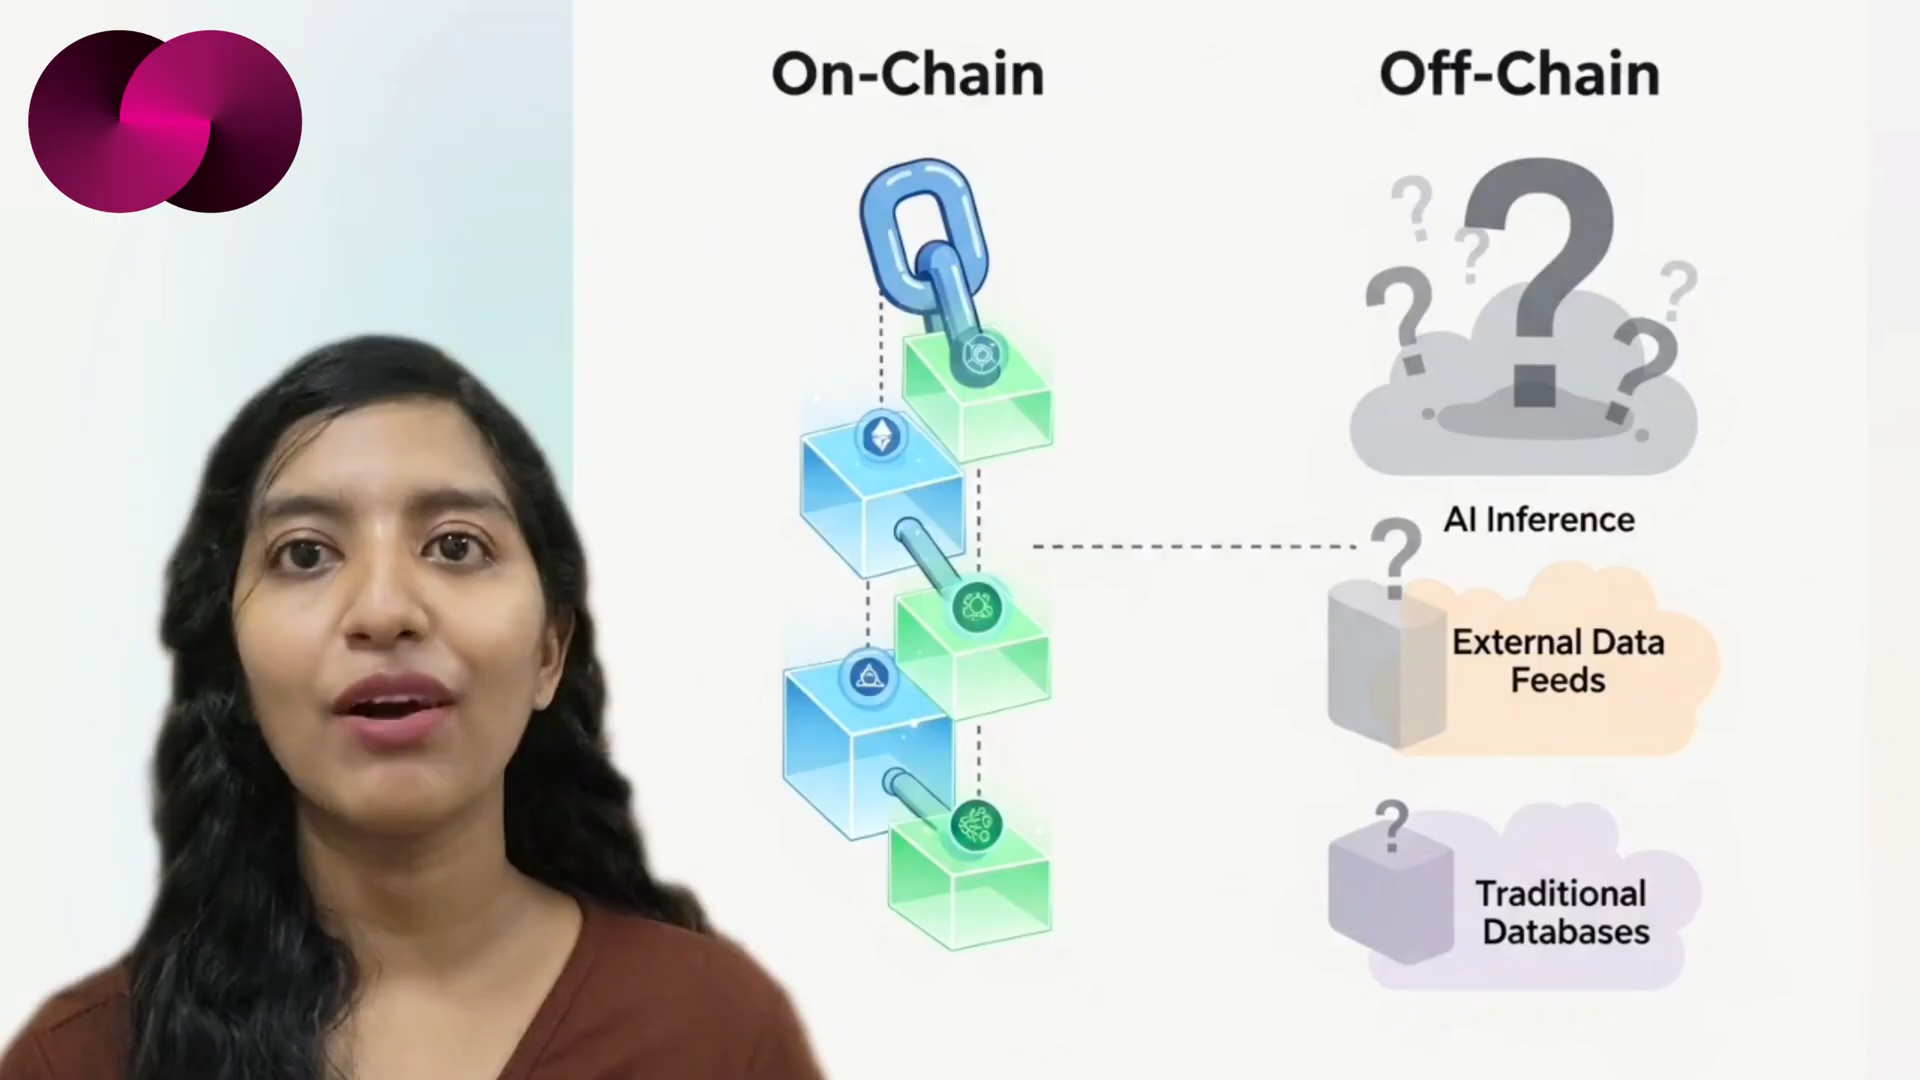 On-Chain
Off-Chain
AI Inference
External Data
Feeds
Traditional
Databases